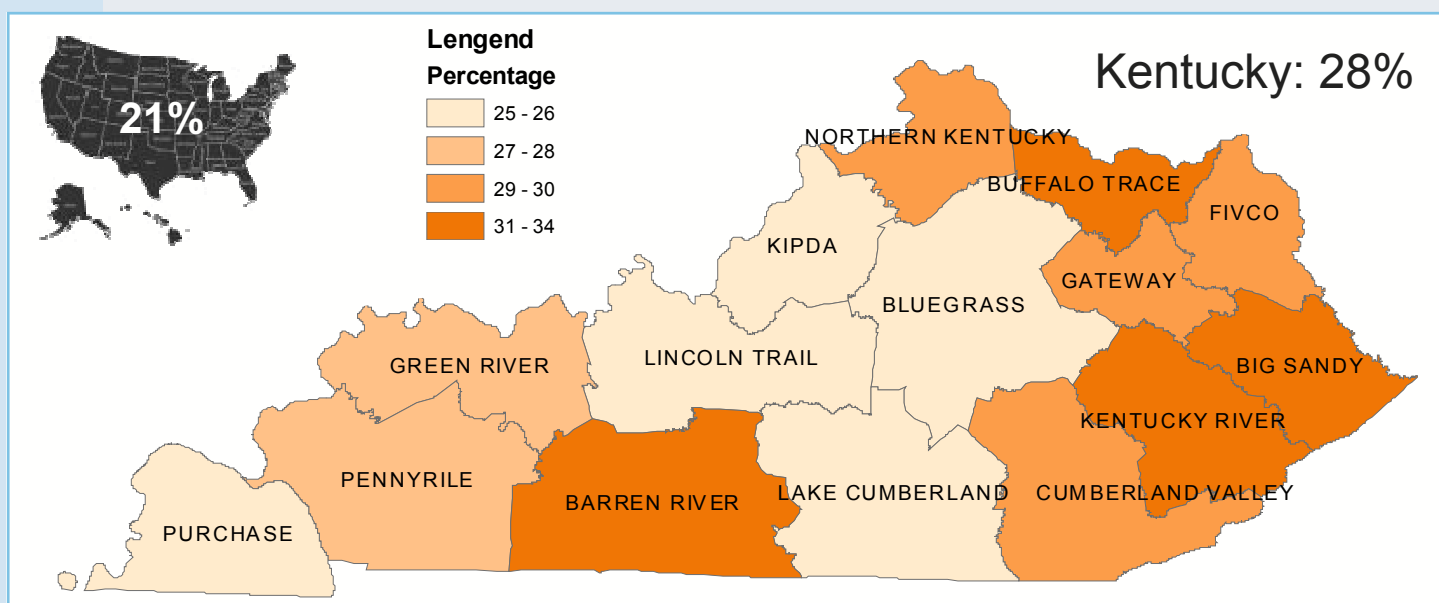 Lengend
Percentage
25 - 26
27 - 28
29 - 30
31 - 34
21%
Kentucky: 28%
NORTHERN KENTUCKY
BUFFALO TRACE
FIVCO
KIPDA
GATEWAY
BLUEGRASS
LINCOLN TRAIL
GREEN RIVER
BIG SANDY
KENTUCKY RIVER
PENNYRILE
BARREN RIVER
LAKE CUMBERLAND
CUMBERLAND VALLEY
PURCHASE